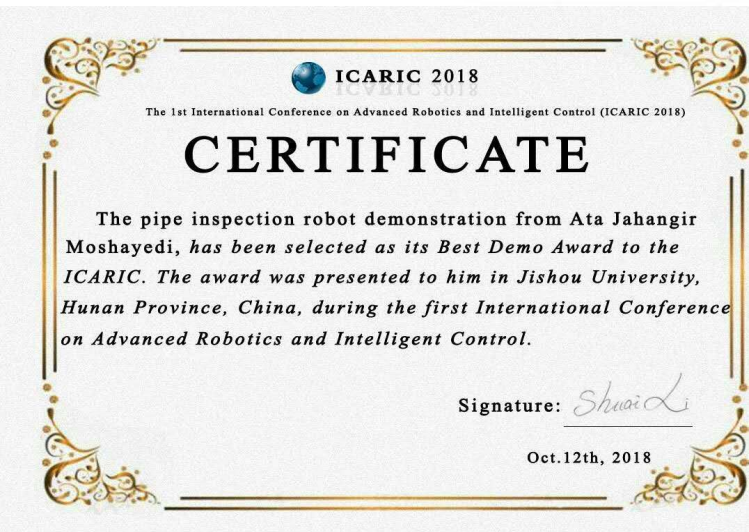 ICARIC 2018
The 1st International Conference on Advanced Robotics and Intelligent Control (ICARIC 2018)
CERTIFICATE
The pipe inspection robot demonstration from Ata Jahangir
Moshayedi, has been selected as its Best Demo Award to the
ICARIC. The award was presented to him in Jishou University,
Hunan Province, China, during the first International Conference
on Advanced Robotics and Intelligent Control.
Signature: Shuai Li
Oct.12th, 2018